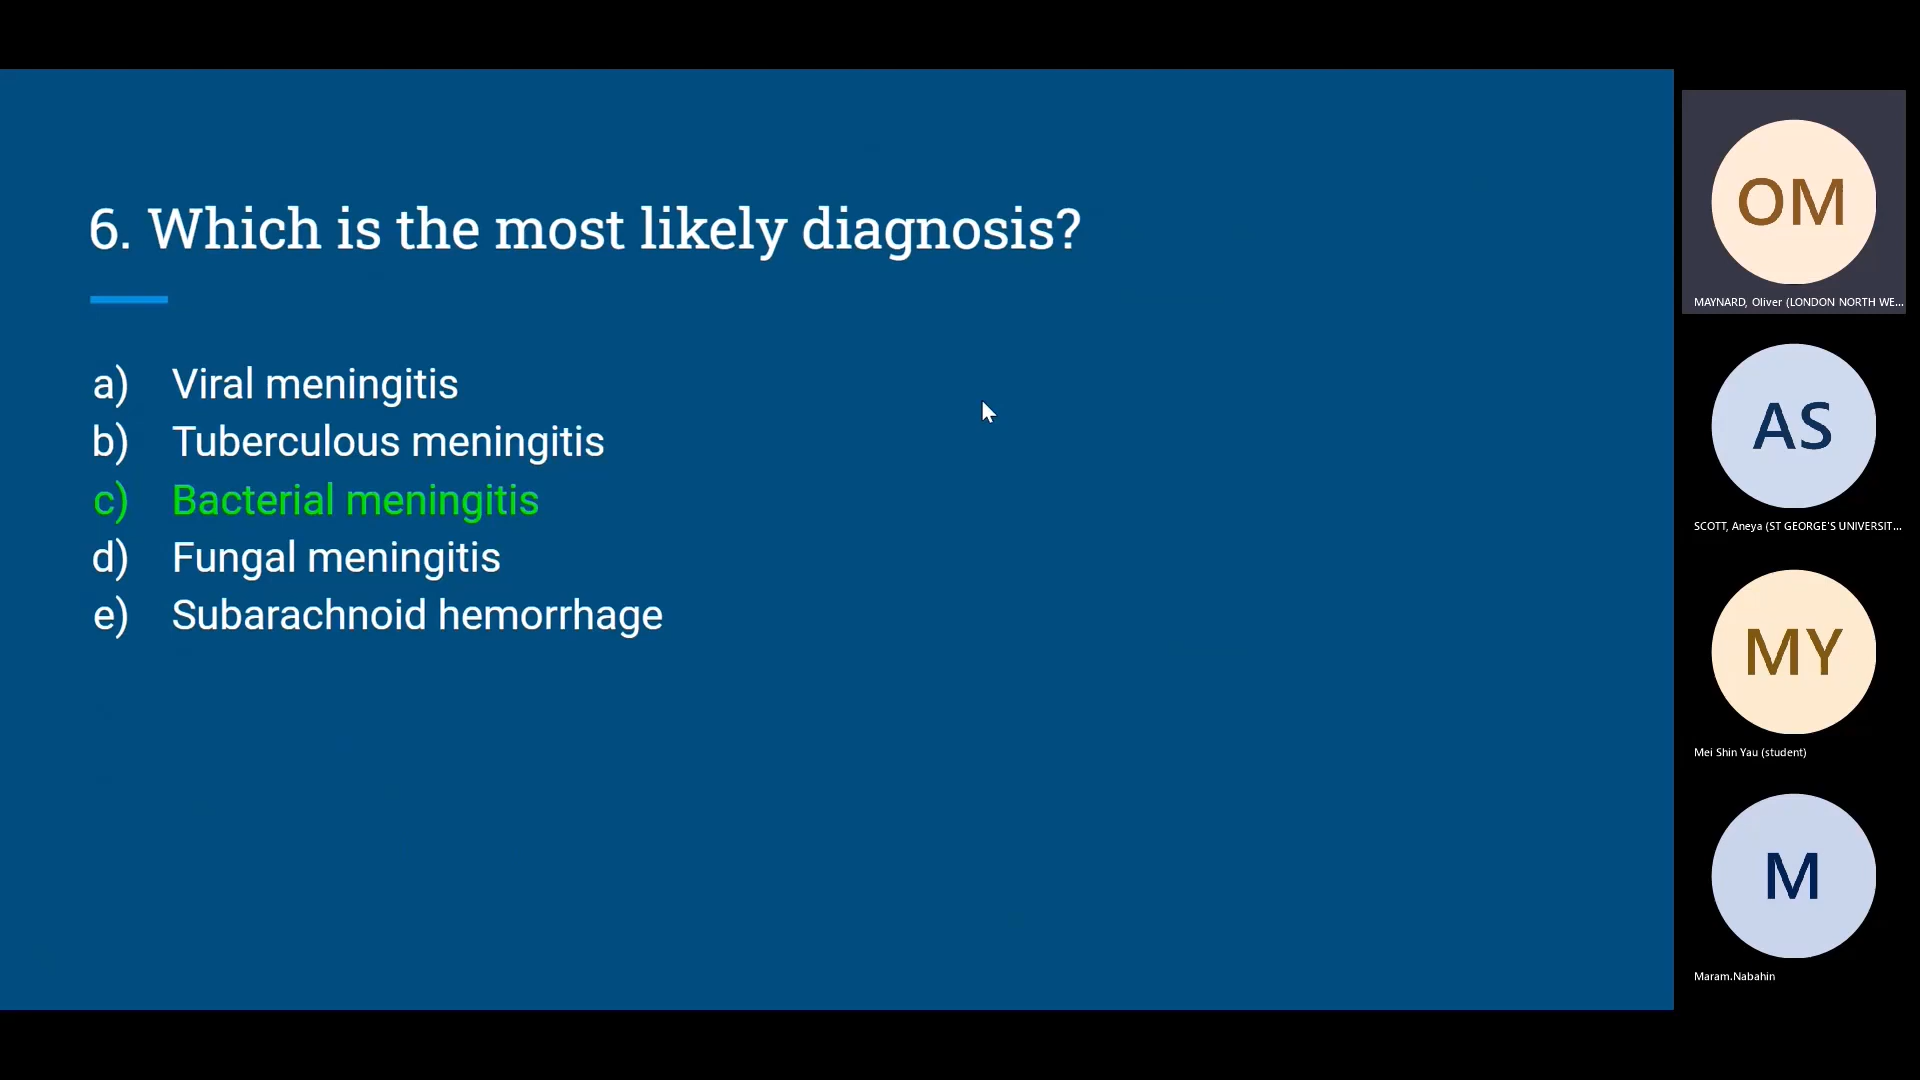 6. Which is the most likely diagnosis?
a) Viral meningitis
b) Tuberculous meningitis
c) Bacterial meningitis
d) Fungal meningitis
e) Subarachnoid hemorrhage
OM
MAYNARD, Oliver (LONDON NORTH WE...
AS
SCOTT, Aneya (ST GEORGE'S UNIVERSIT...
MY
Mei Shin Yau (student)
M
Maram.Nabahin